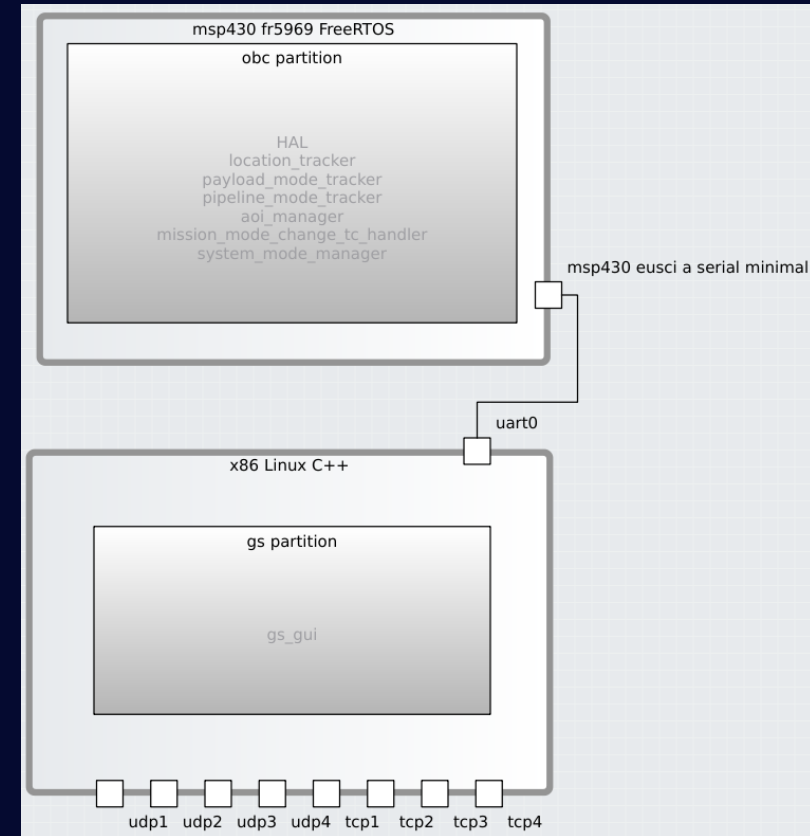 msp430 fr5969 FreeRTOS
obc partition
HAL
location_tracker
payload_mode_tracker
pipeline_mode_tracker
aoi_manager
mission_mode_change_tc_handler
system_mode_manager
msp430 eusci a serial minimal
uart0
x86 Linux C++
gs partition
gs_gui
udp1 udp2 udp3 udp4 tcp1 tcp2 tcp3 tcp4